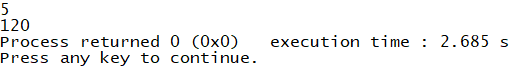 5
120
Process returned 0 (0x0)   execution time : 2.685 s
Press any key to continue.